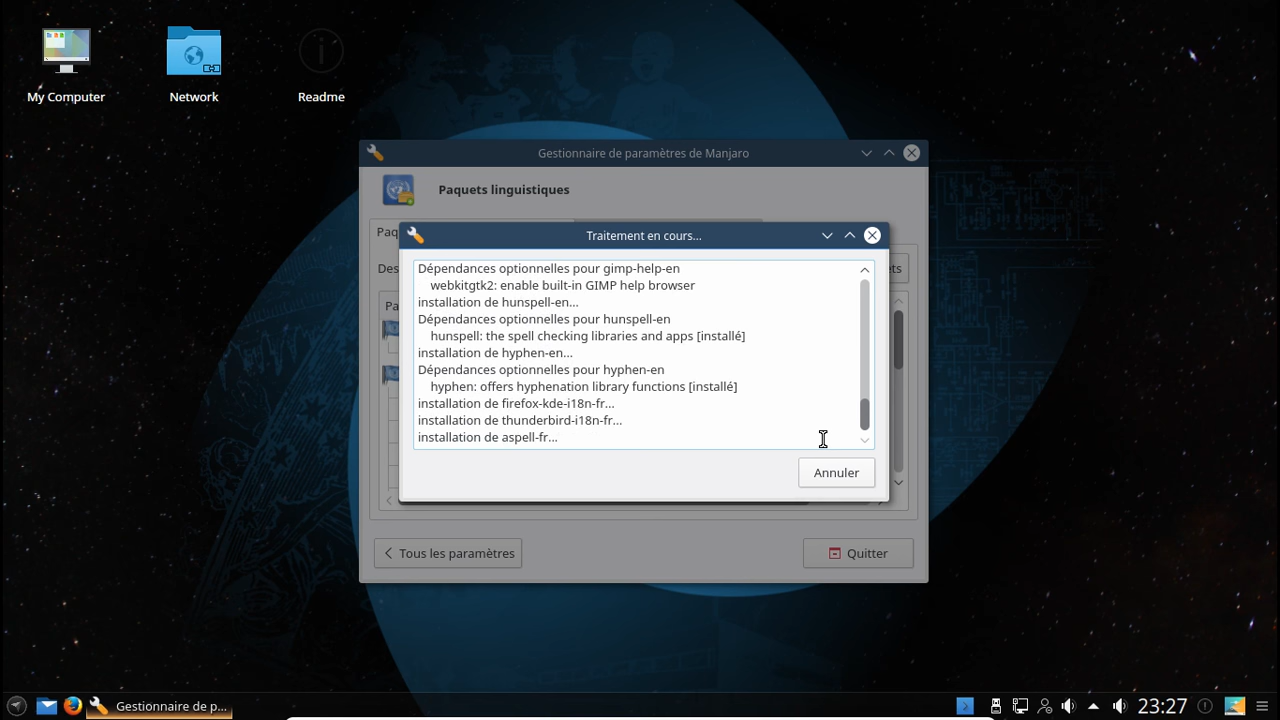 My Computer
Network
Readme
Gestionnaire de paramètres de Manjaro
Paquets linguistiques
Paq
Des
ets
Pa
Traitement en cours...
Dépendances optionnelles pour gimp-help-en
webkitgtk2: enable built-in GIMP help browser
installation de hunspell-en...
Dépendances optionnelles pour hunspell-en
hunspell: the spell checking libraries and apps [installé]
installation de hyphen-en...
Dépendances optionnelles pour hyphen-en
hyphen: offers hyphenation library functions [installé]
installation de firefox-kde-i18n-fr...
installation de thunderbird-i18n-fr...
installation de aspell-fr...
Annuler
Tous les paramètres
Quitter
Gestionnaire de p...
23:27